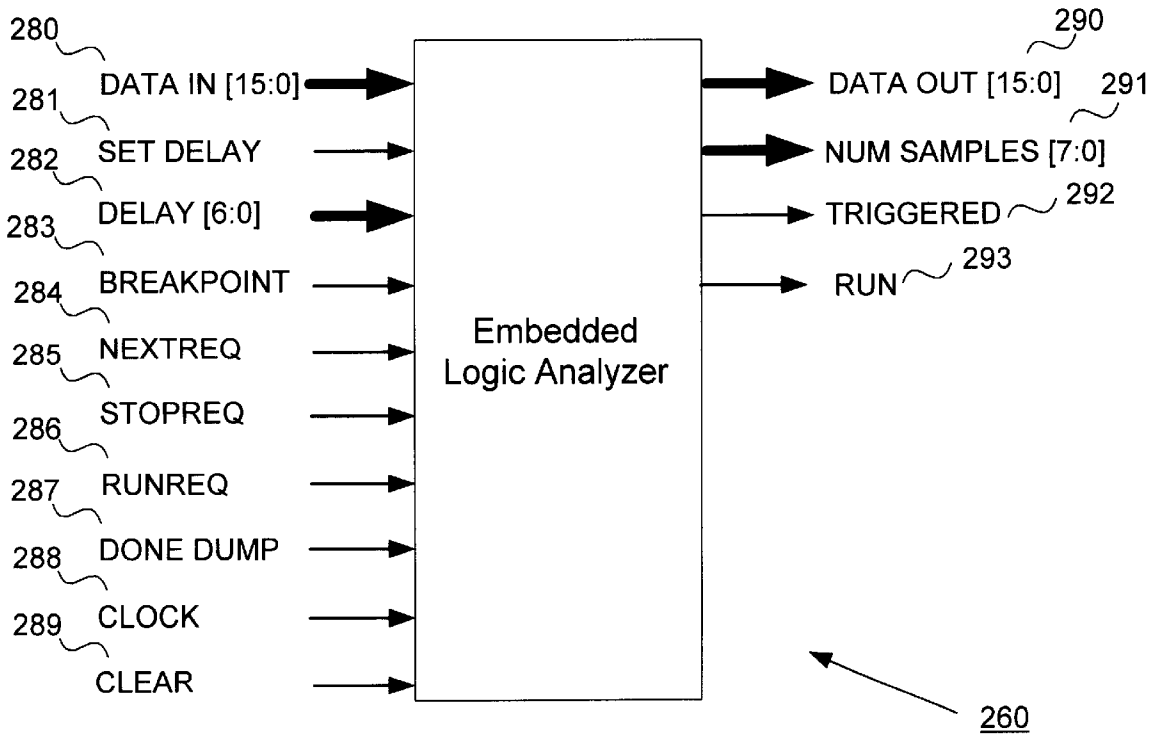 280
DATA IN [15:0]
281
SET DELAY
282
DELAY [6:0]
283
BREAKPOINT
284
NEXTREQ
285
STOPREQ
286
RUNREQ
287
DONE DUMP
288
CLOCK
289
CLEAR
Embedded
Logic Analyzer
290
DATA OUT [15:0]
291
NUM SAMPLES [7:0]
TRIGGERED 292
RUN 293
260